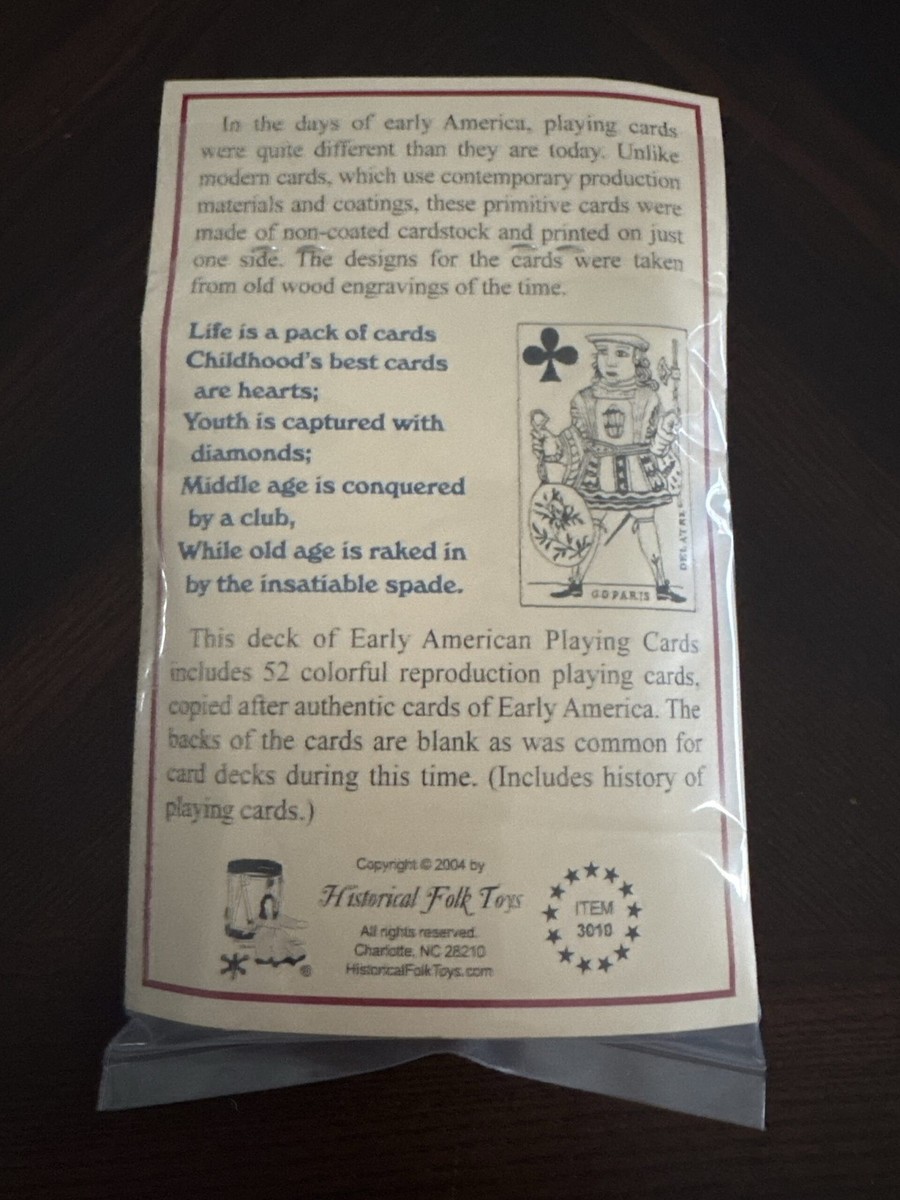 In the days of early America, playing cards
were quite different than they are today. Unlike
modern cards, which use contemporary production
materials and coatings, these primitive cards were
made of non-coated cardstock and printed on just
one side. The designs for the cards were taken
from old wood engravings of the time.
Life is a pack of cards
Childhood's best cards
are hearts;
Youth is captured with
diamonds;
Middle age is conquered
by a club,
While old age is raked in
by the insatiable spade.
DELATRE
G D PARIS
This deck of Early American Playing Cards
includes 52 colorful reproduction playing cards,
copied after authentic cards of Early America. The
backs of the cards are blank as was common for
card decks during this time. (Includes history of
playing cards.)
Copyright © 2004 by
Historical Folk Toys
All rights reserved.
Charlotte, NC 28210
HistoricalFolkToys.com
®
ITEM
3010